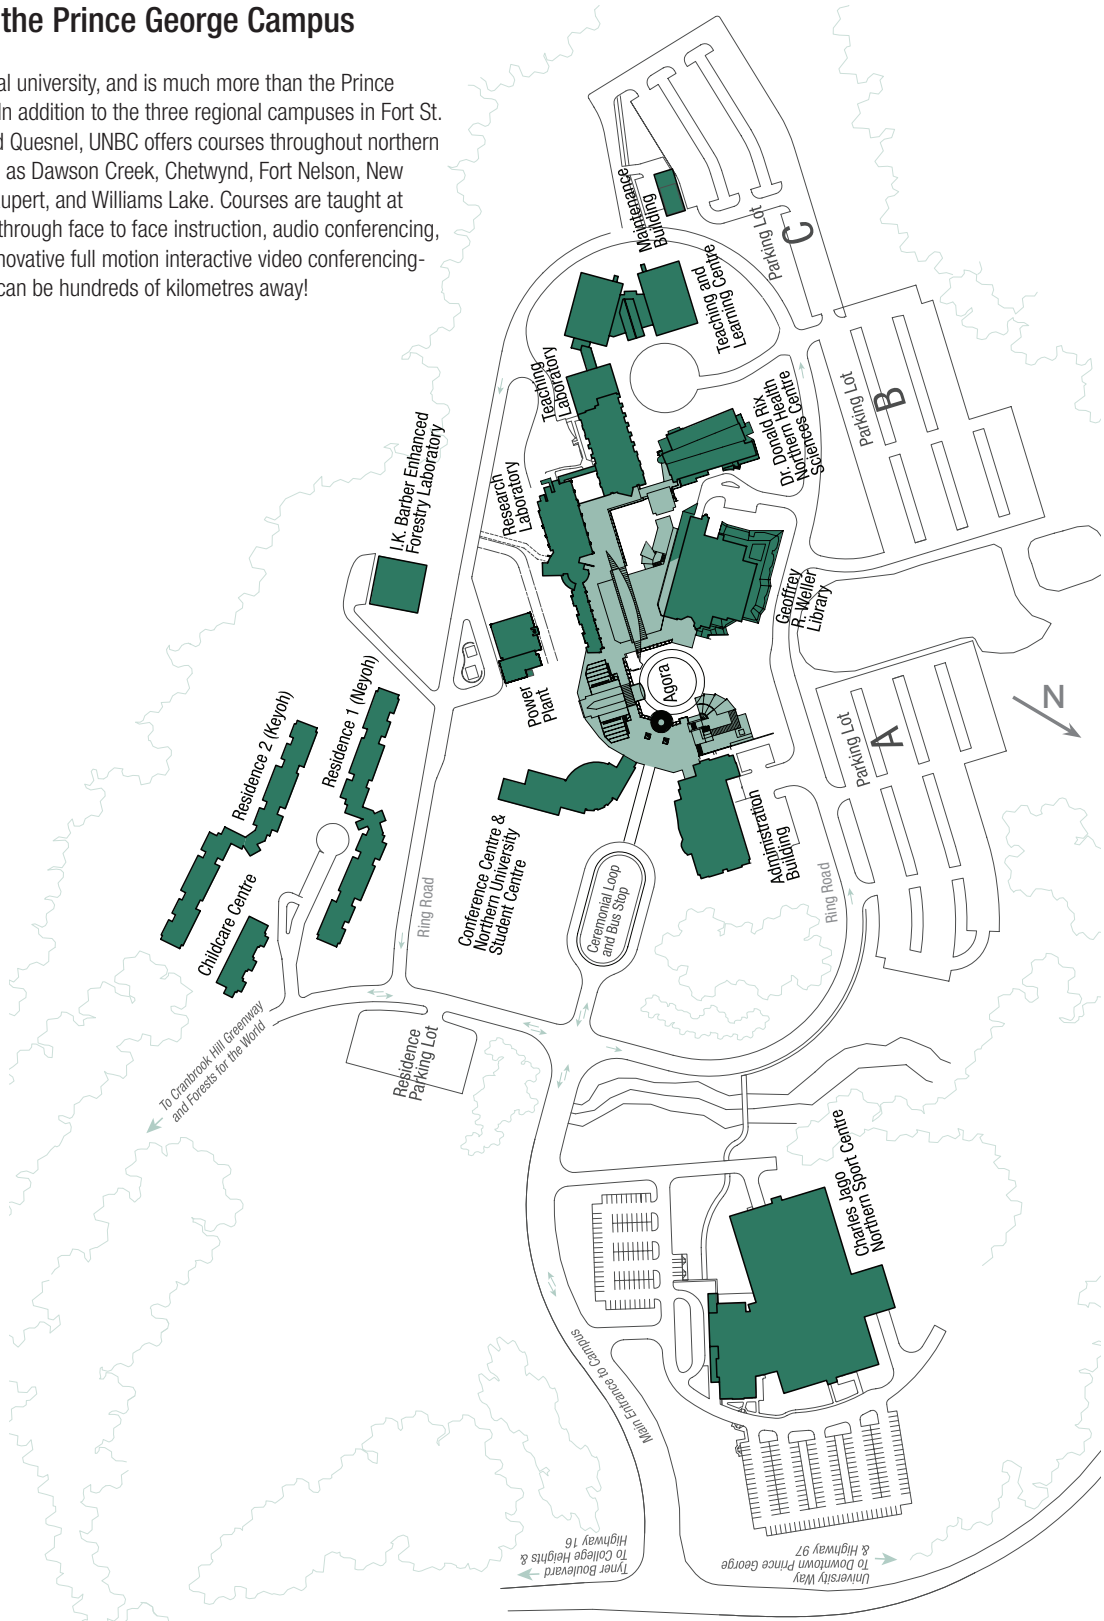 the Prince George Campus
al university, and is much more than the Prince
In addition to the three regional campuses in Fort St.
d Quesnel, UNBC offers courses throughout northern
as Dawson Creek, Chetwynd, Fort Nelson, New
upert, and Williams Lake. Courses are taught at
through face to face instruction, audio conferencing,
novative full motion interactive video conferencing-
can be hundreds of kilometres away!
Maintenance
Building
Parking Lot
C
Teaching and
Learning Centre
Teaching
Laboratory
Parking Lot
B
Dr. Donald Rix
Northern Health
Sciences Centre
I.K. Barber Enhanced
Forestry Laboratory
Research
Laboratory
Geoffrey
R. Weller
Library
Power
Plant
Agora
N
Residence 2 (Keyoh)
Residence 1 (Neyoh)
Parking Lot
A
Childcare Centre
Ring Road
Conference Centre &
Northern University
Student Centre
Administration
Building
Ceremonial Loop
and Bus Stop
Ring Road
To Cranbrook Hill Greenway
and Forests for the World
Residence
Parking Lot
Charles Jago
Northern Sport Centre
Main Entrance to Campus
Tyner Boulevard
To College Heights &
Highway 16
University Way
To Downtown Prince George
& Highway 97